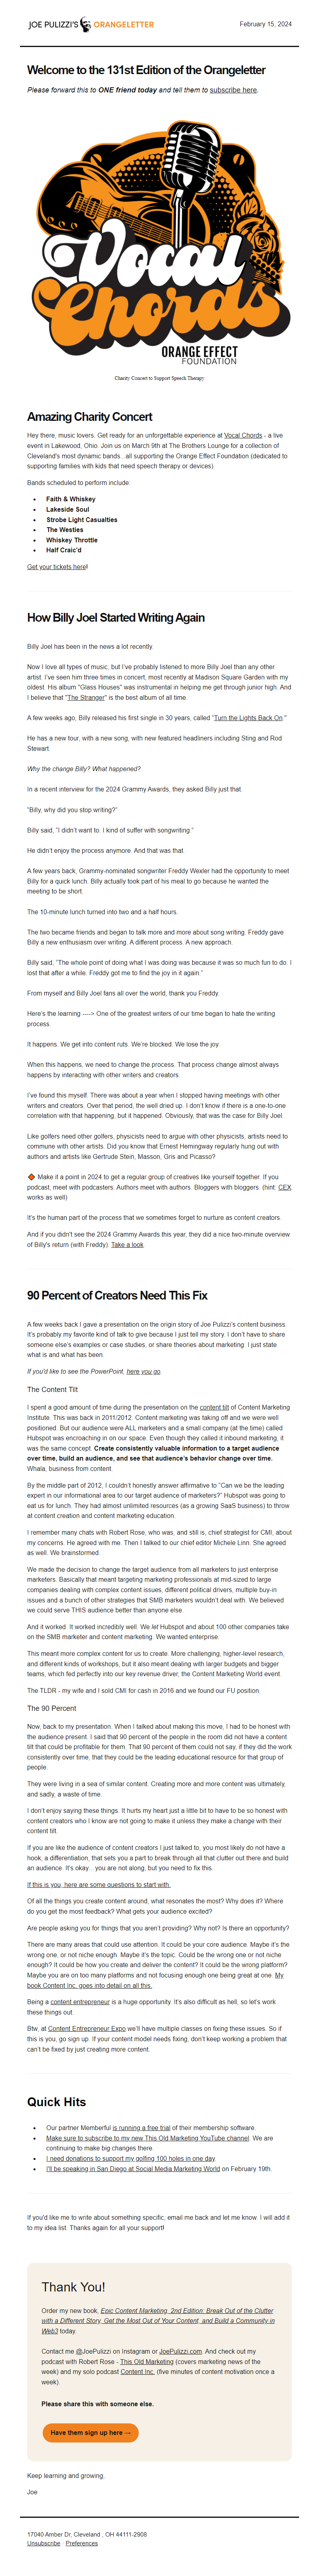 JOE PULIZZI'S ORANGELETTER
February 15, 2024
Welcome to the 131st Edition of the Orangeletter
Please forward this to ONE friend today and tell them to subscribe here.
Vocal
Chords
ORANGE EFFECT
FOUNDATION
Charity Concert to Support Speech Therapy
Amazing Charity Concert
Hey there, music lovers. Get ready for an unforgettable experience at Vocal Chords - a live
event in Lakewood, Ohio. Join us on March 9th at The Brothers Lounge for a collection of
Cleveland's most dynamic bands...all supporting the Orange Effect Foundation (dedicated to
supporting families with kids that need speech therapy or devices).
Bands scheduled to perform include:
• Faith & Whiskey
• Lakeside Soul
• Strobe Light Casualties
• The Westies
• Whiskey Throttle
• Half Craic'd
Get your tickets here!
How Billy Joel Started Writing Again
Billy Joel has been in the news a lot recently.
Now I love all types of music, but I've probably listened to more Billy Joel than any other
artist. I've seen him three times in concert, most recently at Madison Square Garden with my
oldest. His album "Glass Houses" was instrumental in helping me get through junior high. And
I believe that "The Stranger" is the best album of all time.
A few weeks ago, Billy released his first single in 30 years, called "Turn the Lights Back On."
He has a new tour, with a new song, with new featured headliners including Sting and Rod
Stewart.
Why the change Billy? What happened?
In a recent interview for the 2024 Grammy Awards, they asked Billy just that.
"Billy, why did you stop writing?"
Billy said, "I didn't want to. I kind of suffer with songwriting."
He didn't enjoy the process anymore. And that was that.
A few years back, Grammy-nominated songwriter Freddy Wexler had the opportunity to meet
Billy for a quick lunch. Billy actually took part of his meal to go because he wanted the
meeting to be short.
The 10-minute lunch turned into two and a half hours.
The two became friends and began to talk more and more about song writing. Freddy gave
Billy a new enthusiasm over writing. A different process. A new approach.
Billy said, "The whole point of doing what I was doing was because it was so much fun to do. I
lost that after a while. Freddy got me to find the joy in it again."
From myself and Billy Joel fans all over the world, thank you Freddy.
Here's the learning ----> One of the greatest writers of our time began to hate the writing
process.
It happens. We get into content ruts. We're blocked. We lose the joy.
When this happens, we need to change the process. That process change almost always
happens by interacting with other writers and creators.
I've found this myself. There was about a year when I stopped having meetings with other
writers and creators. Over that period, the well dried up. I don't know if there is a one-to-one
correlation with that happening, but it happened. Obviously, that was the case for Billy Joel.
Like golfers need other golfers, physicists need to argue with other physicists, artists need to
commune with other artists. Did you know that Ernest Hemingway regularly hung out with
authors and artists like Gertrude Stein, Masson, Gris and Picasso?
Make it a point in 2024 to get a regular group of creatives like yourself together. If you
podcast, meet with podcasters. Authors meet with authors. Bloggers with bloggers. (hint: CEX
works as well)
It's the human part of the process that we sometimes forget to nurture as content creators.
And if you didn't see the 2024 Grammy Awards this year, they did a nice two-minute overview
of Billy's return (with Freddy). Take a look.
90 Percent of Creators Need This Fix
A few weeks back I gave a presentation on the origin story of Joe Pulizzi's content business.
It's probably my favorite kind of talk to give because I just tell my story. I don't have to share
someone else's examples or case studies, or share theories about marketing. I just state
what is and what has been.
If you'd like to see the PowerPoint, here you go.
The Content Tilt
I spent a good amount of time during the presentation on the content tilt of Content Marketing
Institute. This was back in 2011/2012. Content marketing was taking off and we were well
positioned. But our audience were ALL marketers and a small company (at the time) called
Hubspot was encroaching in on our space. Even though they called it inbound marketing, it
was the same concept. Create consistently valuable information to a target audience
over time, build an audience, and see that audience's behavior change over time.
Whala, business from content.
By the middle part of 2012, I couldn't honestly answer affirmative to "Can we be the leading
expert in our informational area to our target audience of marketers?" Hubspot was going to
eat us for lunch. They had almost unlimited resources (as a growing SaaS business) to throw
at content creation and content marketing education.
I remember many chats with Robert Rose, who was, and still is, chief strategist for CMI, about
my concerns. He agreed with me. Then I talked to our chief editor Michele Linn. She agreed
as well. We brainstormed.
We made the decision to change the target audience from all marketers to just enterprise
marketers. Basically that meant targeting marketing professionals at mid-sized to large
companies dealing with complex content issues, different political drivers, multiple buy-in
issues and a bunch of other strategies that SMB marketers wouldn't deal with. We believed
we could serve THIS audience better than anyone else.
And it worked. It worked incredibly well. We let Hubspot and about 100 other companies take
on the SMB marketer and content marketing. We wanted enterprise.
This meant more complex content for us to create. More challenging, higher-level research,
and different kinds of workshops, but it also meant dealing with larger budgets and bigger
teams, which fed perfectly into our key revenue driver, the Content Marketing World event.
The TLDR - my wife and I sold CMI for cash in 2016 and we found our FU position.
The 90 Percent
Now, back to my presentation. When I talked about making this move, I had to be honest with
the audience present. I said that 90 percent of the people in the room did not have a content
tilt that could be profitable for them. That 90 percent of them could not say, if they did the work
consistently over time, that they could be the leading educational resource for that group of
people.
They were living in a sea of similar content. Creating more and more content was ultimately,
and sadly, a waste of time.
I don't enjoy saying these things. It hurts my heart just a little bit to have to be so honest with
content creators who I know are not going to make it unless they make a change with their
content tilt.
If you are like the audience of content creators I just talked to, you most likely do not have a
hook, a differentiation, that sets you a part to break through all that clutter out there and build
an audience. It's okay...you are not along, but you need to fix this.
If this is you, here are some questions to start with.
Of all the things you create content around, what resonates the most? Why does it? Where
do you get the most feedback? What gets your audience excited?
Are people asking you for things that you aren't providing? Why not? Is there an opportunity?
There are many areas that could use attention. It could be your core audience. Maybe it's the
wrong one, or not niche enough. Maybe it's the topic. Could be the wrong one or not niche
enough? It could be how you create and deliver the content? It could be the wrong platform?
Maybe you are on too many platforms and not focusing enough one being great at one. My
book Content Inc. goes into detail on all this.
Being a content entrepreneur is a huge opportunity. It's also difficult as hell, so let's work
these things out.
Btw, at Content Entrepreneur Expo we'll have multiple classes on fixing these issues. So if
this is you, go sign up. If your content model needs fixing, don't keep working a problem that
can't be fixed by just creating more content.
Quick Hits
• Our partner Memberful is running a free trial of their membership software.
• Make sure to subscribe to my new This Old Marketing YouTube channel. We are
continuing to make big changes there.
• I need donations to support my golfing 100 holes in one day.
• I'll be speaking in San Diego at Social Media Marketing World on February 19th.
If you'd like me to write about something specific, email me back and let me know. I will add it
to my idea list. Thanks again for all your support!
Thank You!
Order my new book, Epic Content Marketing, 2nd Edition: Break Out of the Clutter
with a Different Story, Get the Most Out of Your Content, and Build a Community in
Web3 today.
Contact me @JoePulizzi on Instagram or JoePulizzi.com. And check out my
podcast with Robert Rose - This Old Marketing (covers marketing news of the
week) and my solo podcast Content Inc. (five minutes of content motivation once a
week).
Please share this with someone else.
Have them sign up here →
Keep learning and growing,
Joe
17040 Amber Dr, Cleveland , OH 44111-2908
Unsubscribe · Preferences